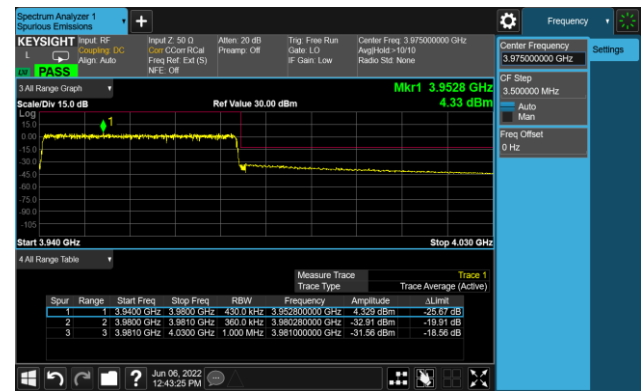 Spectrum Analyzer 1
Spurious Emissions
Frequency
KEYSIGHT Input: RF Input Z: 50 Ω Atten: 20 dB Trig: Free Run Center Freq: 3.975000000 GHz
L Coupling: DC Corr CCorr RCal Preamp: Off Gate: LO Avg|Hold:>10/10
Align: Auto Freq Ref: Ext (S) IF Gain: Low Radio Std: None
PASS NFE: Off
Center Frequency
3.975000000 GHz
Settings
CF Step
3.500000 MHz
Auto
Man
Freq Offset
0 Hz
3 All Range Graph Mkr1 3.9528 GHz
Scale/Div 15.0 dB Ref Value 30.00 dBm 4.33 dBm
Log
15.0
0.00
-15.0
-30.0
-45.0
-60.0
-75.0
-90.0
-105
1
Start 3.940 GHz Stop 4.030 GHz
4 All Range Table
Measure Trace Trace 1
Trace Type Trace Average (Active)
Spur Range Start Freq Stop Freq RBW Frequency Amplitude ΔLimit
1 1 3.9400 GHz 3.9800 GHz 430.0 kHz 3.952800000 GHz 4.329 dBm -25.67 dB
2 2 3.9800 GHz 3.9810 GHz 360.0 kHz 3.980280000 GHz -32.91 dBm -19.91 dB
3 3 3.9810 GHz 4.0300 GHz 1.000 MHz 3.981000000 GHz -31.56 dBm -18.56 dB
Jun 06, 2022
12:43:25 PM